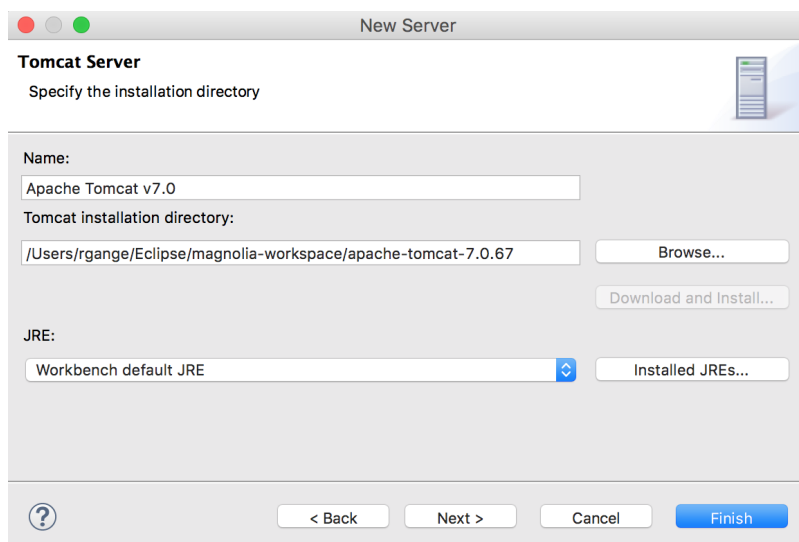 New Server
Tomcat Server
Specify the installation directory
Name:
Apache Tomcat v7.0
Tomcat installation directory:
/Users/rgange/Eclipse/magnolia-workspace/apache-tomcat-7.0.67
Browse...
Download and Install...
JRE:
Workbench default JRE
Installed JREs...
?
< Back
Next >
Cancel
Finish